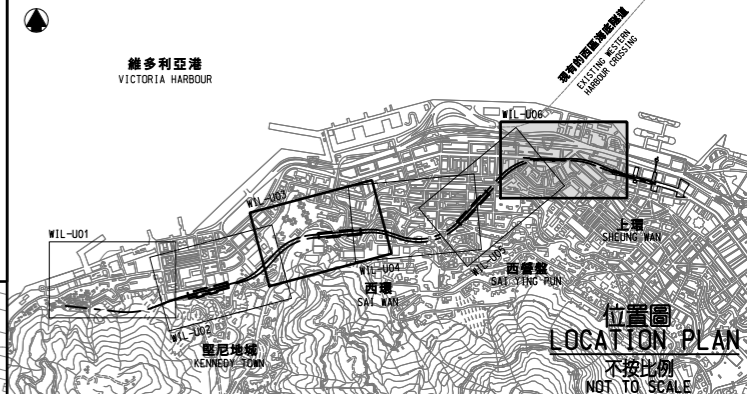 維多利亞港
VICTORIA HARBOUR
現有的西區海底隧道
EXISTING WESTERN
HARBOUR CROSSING
WIL-U06
WIL-U03
WIL-U01
上環
SHEUNG WAN
WIL-U04
WIL-U05
西環
SAI WAN
西營盤
SAI YING PUN
WIL-U02
堅尼地城
KENNEDY TOWN
位置圖
LOCATION PLAN
不按比例
NOT TO SCALE